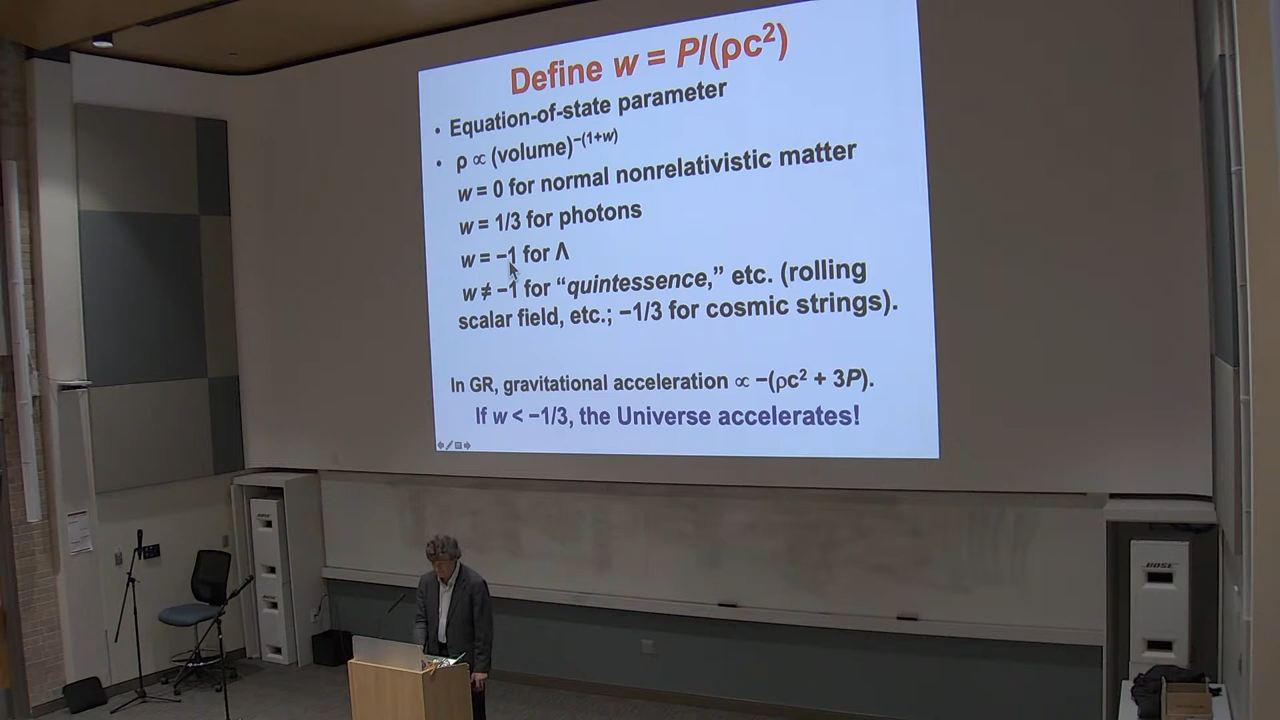 Define w = P/(ρc²)
• Equation-of-state parameter
• ρ ∝ (volume)⁻⁽¹⁺ʷ⁾
w = 0 for normal nonrelativistic matter
w = 1/3 for photons
w = −1 for Λ
w ≠ −1 for “quintessence,” etc. (rolling
scalar field, etc.; −1/3 for cosmic strings).
In GR, gravitational acceleration ∝ −(ρc² + 3P).
If w < −1/3, the Universe accelerates!
BOSE
BOSE